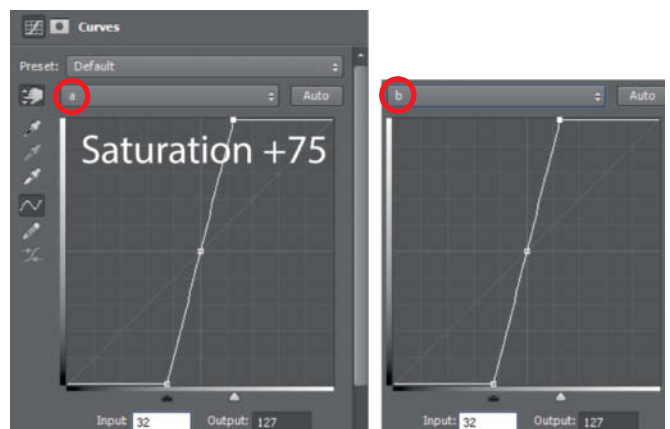 Curves
Preset: Default
a Auto
Saturation +75
Input: 32 Output: 127
b Auto
Input: 32 Output: 127